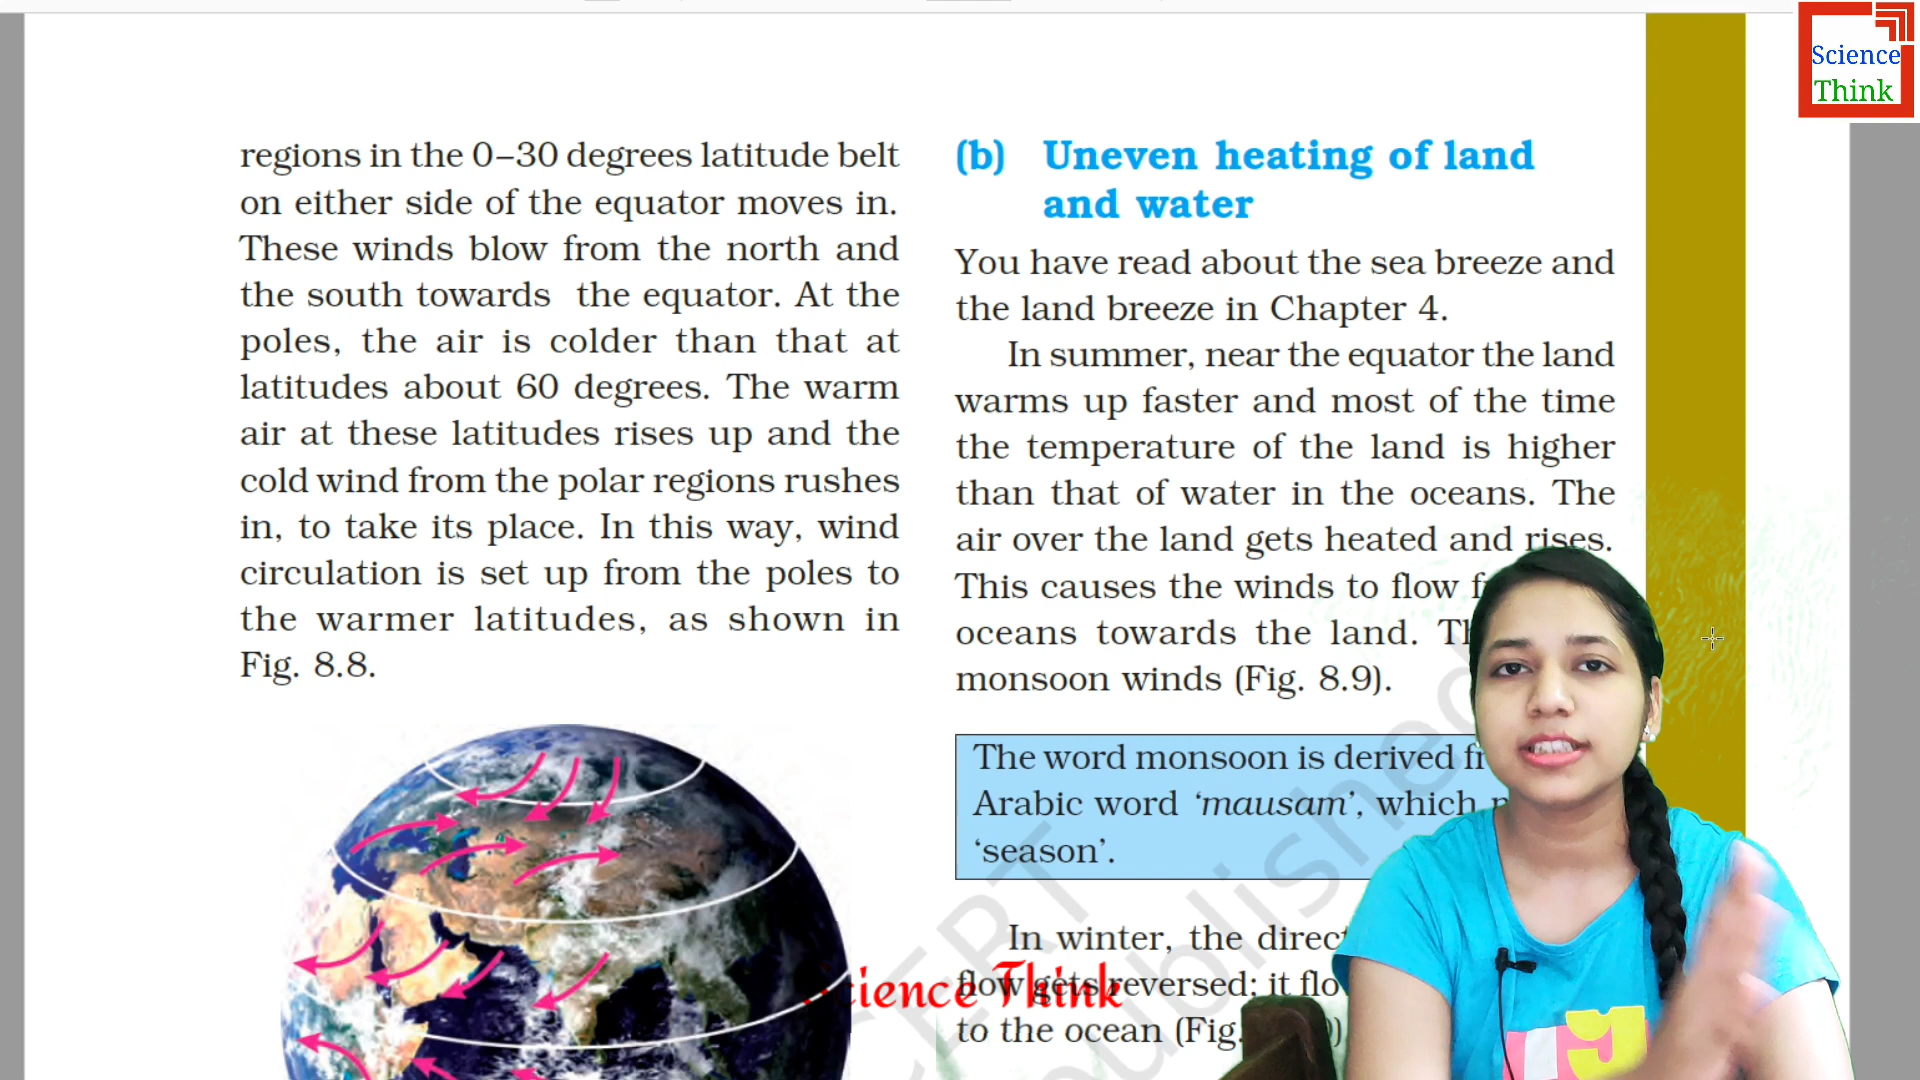 regions in the 0–30 degrees latitude belt
on either side of the equator moves in.
These winds blow from the north and
the south towards the equator. At the
poles, the air is colder than that at
latitudes about 60 degrees. The warm
air at these latitudes rises up and the
cold wind from the polar regions rushes
in, to take its place. In this way, wind
circulation is set up from the poles to
the warmer latitudes, as shown in
Fig. 8.8.
(b) Uneven heating of land
and water
You have read about the sea breeze and
the land breeze in Chapter 4.
In summer, near the equator the land
warms up faster and most of the time
the temperature of the land is higher
than that of water in the oceans. The
air over the land gets heated and rises.
This causes the winds to flow
oceans towards the land.
monsoon winds (Fig. 8.9).
The word monsoon is derived
Arabic word ‘mausam’, which
‘season’.
In winter, the
flow gets reversed; it
to the ocean (Fig.
Science Think
Science
Think